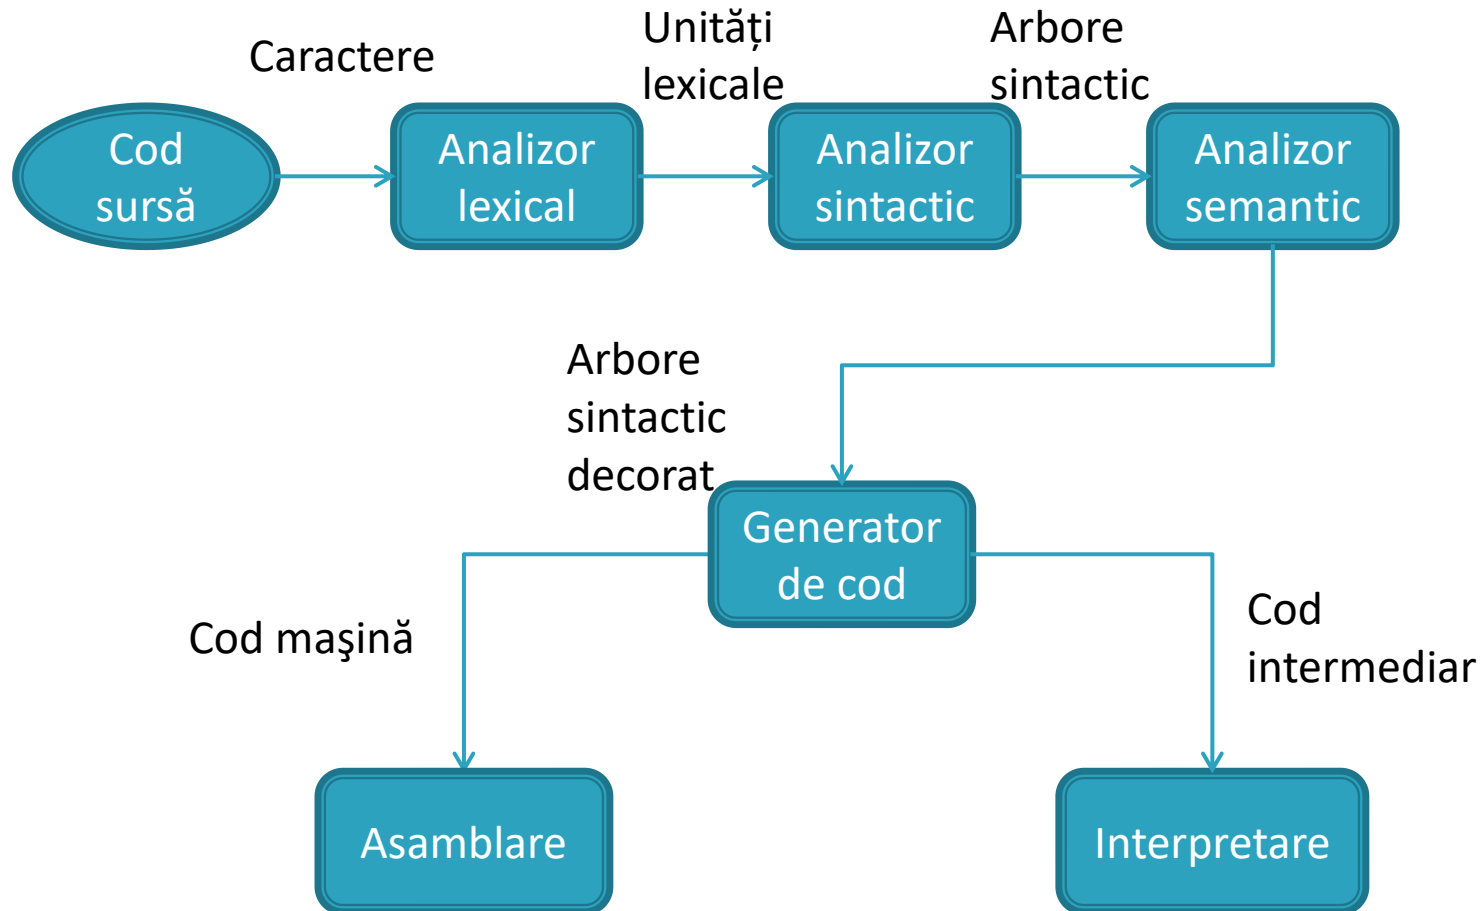 Caractere
Unități
lexicale
Arbore
sintactic
Cod
sursă
Analizor
lexical
Analizor
sintactic
Analizor
semantic
Arbore
sintactic
decorat
Generator
de cod
Cod maşină
Cod
intermediar
Asamblare
Interpretare